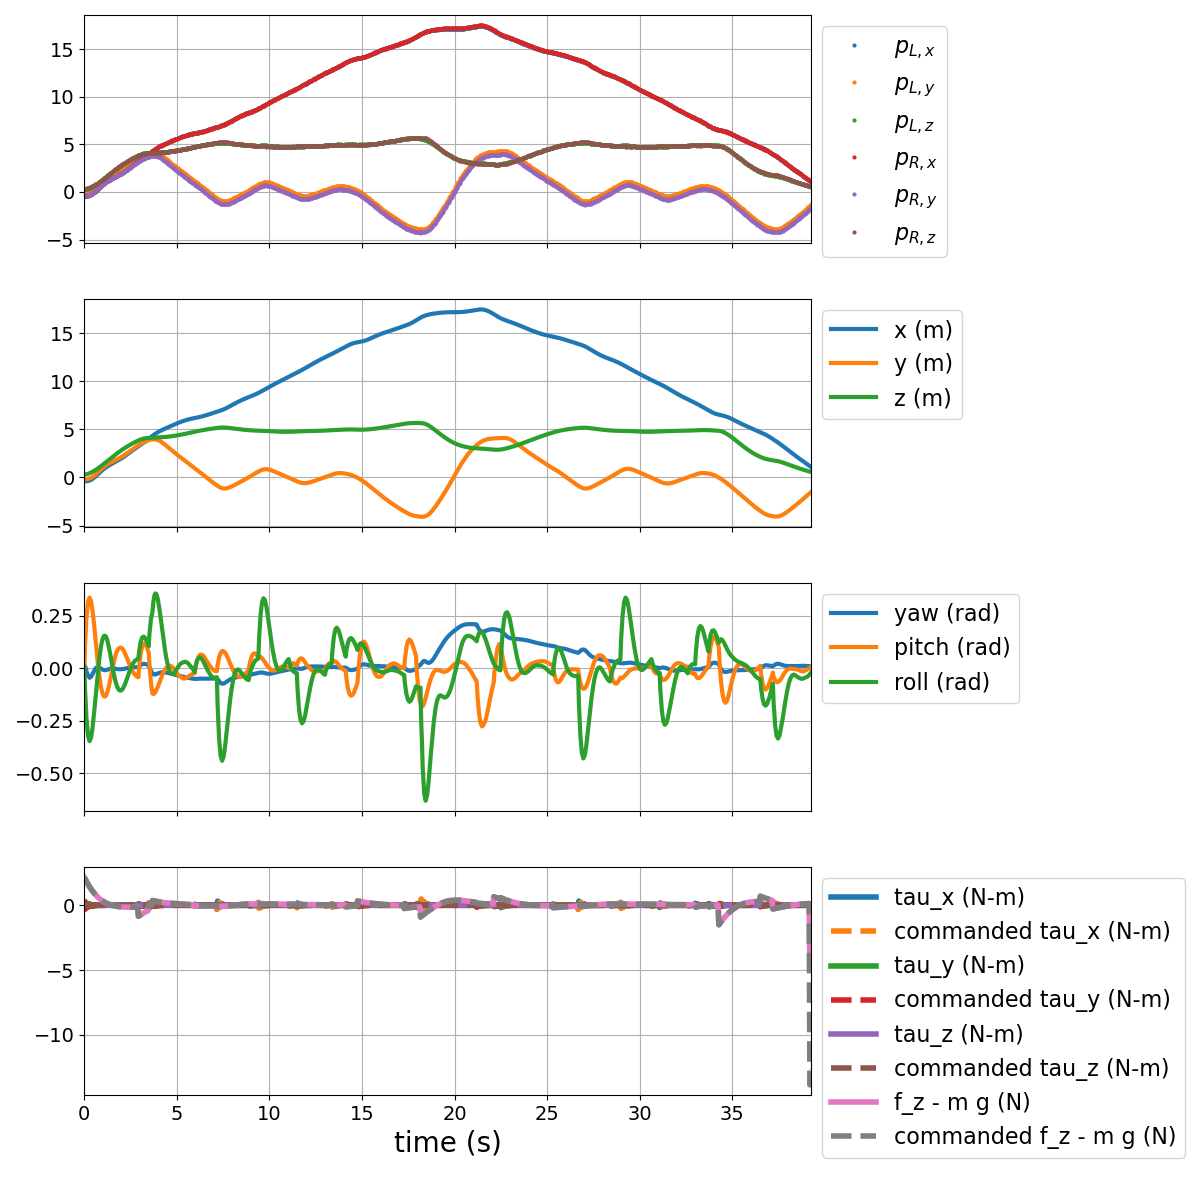 15
10
5
0
−5
p_{L,x}
p_{L,y}
p_{L,z}
p_{R,x}
p_{R,y}
p_{R,z}
15
10
5
0
−5
x (m)
y (m)
z (m)
0.25
0.00
−0.25
−0.50
yaw (rad)
pitch (rad)
roll (rad)
0
−5
−10
0 5 10 15 20 25 30 35
time (s)
tau_x (N-m)
commanded tau_x (N-m)
tau_y (N-m)
commanded tau_y (N-m)
tau_z (N-m)
commanded tau_z (N-m)
f_z - m g (N)
commanded f_z - m g (N)